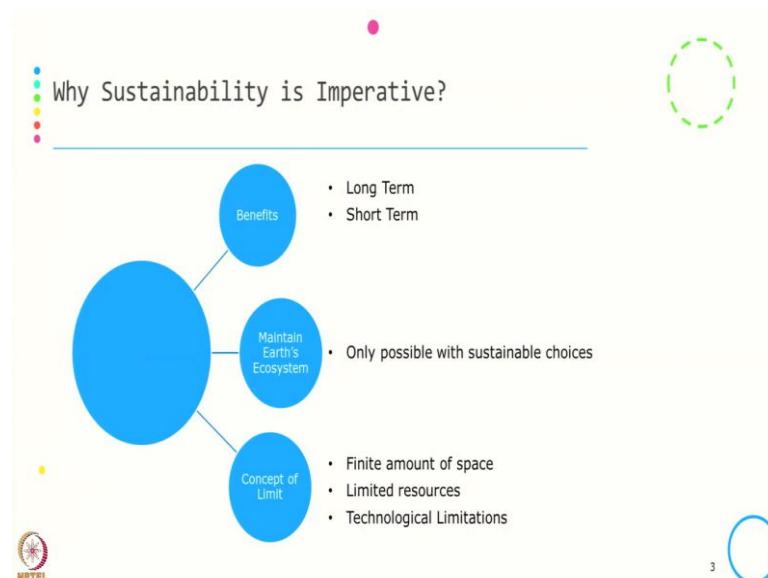 Why Sustainability is Imperative?
Benefits
• Long Term
• Short Term
Maintain
Earth's
Ecosystem
• Only possible with sustainable choices
Concept of
Limit
• Finite amount of space
• Limited resources
• Technological Limitations
NPTEL
3